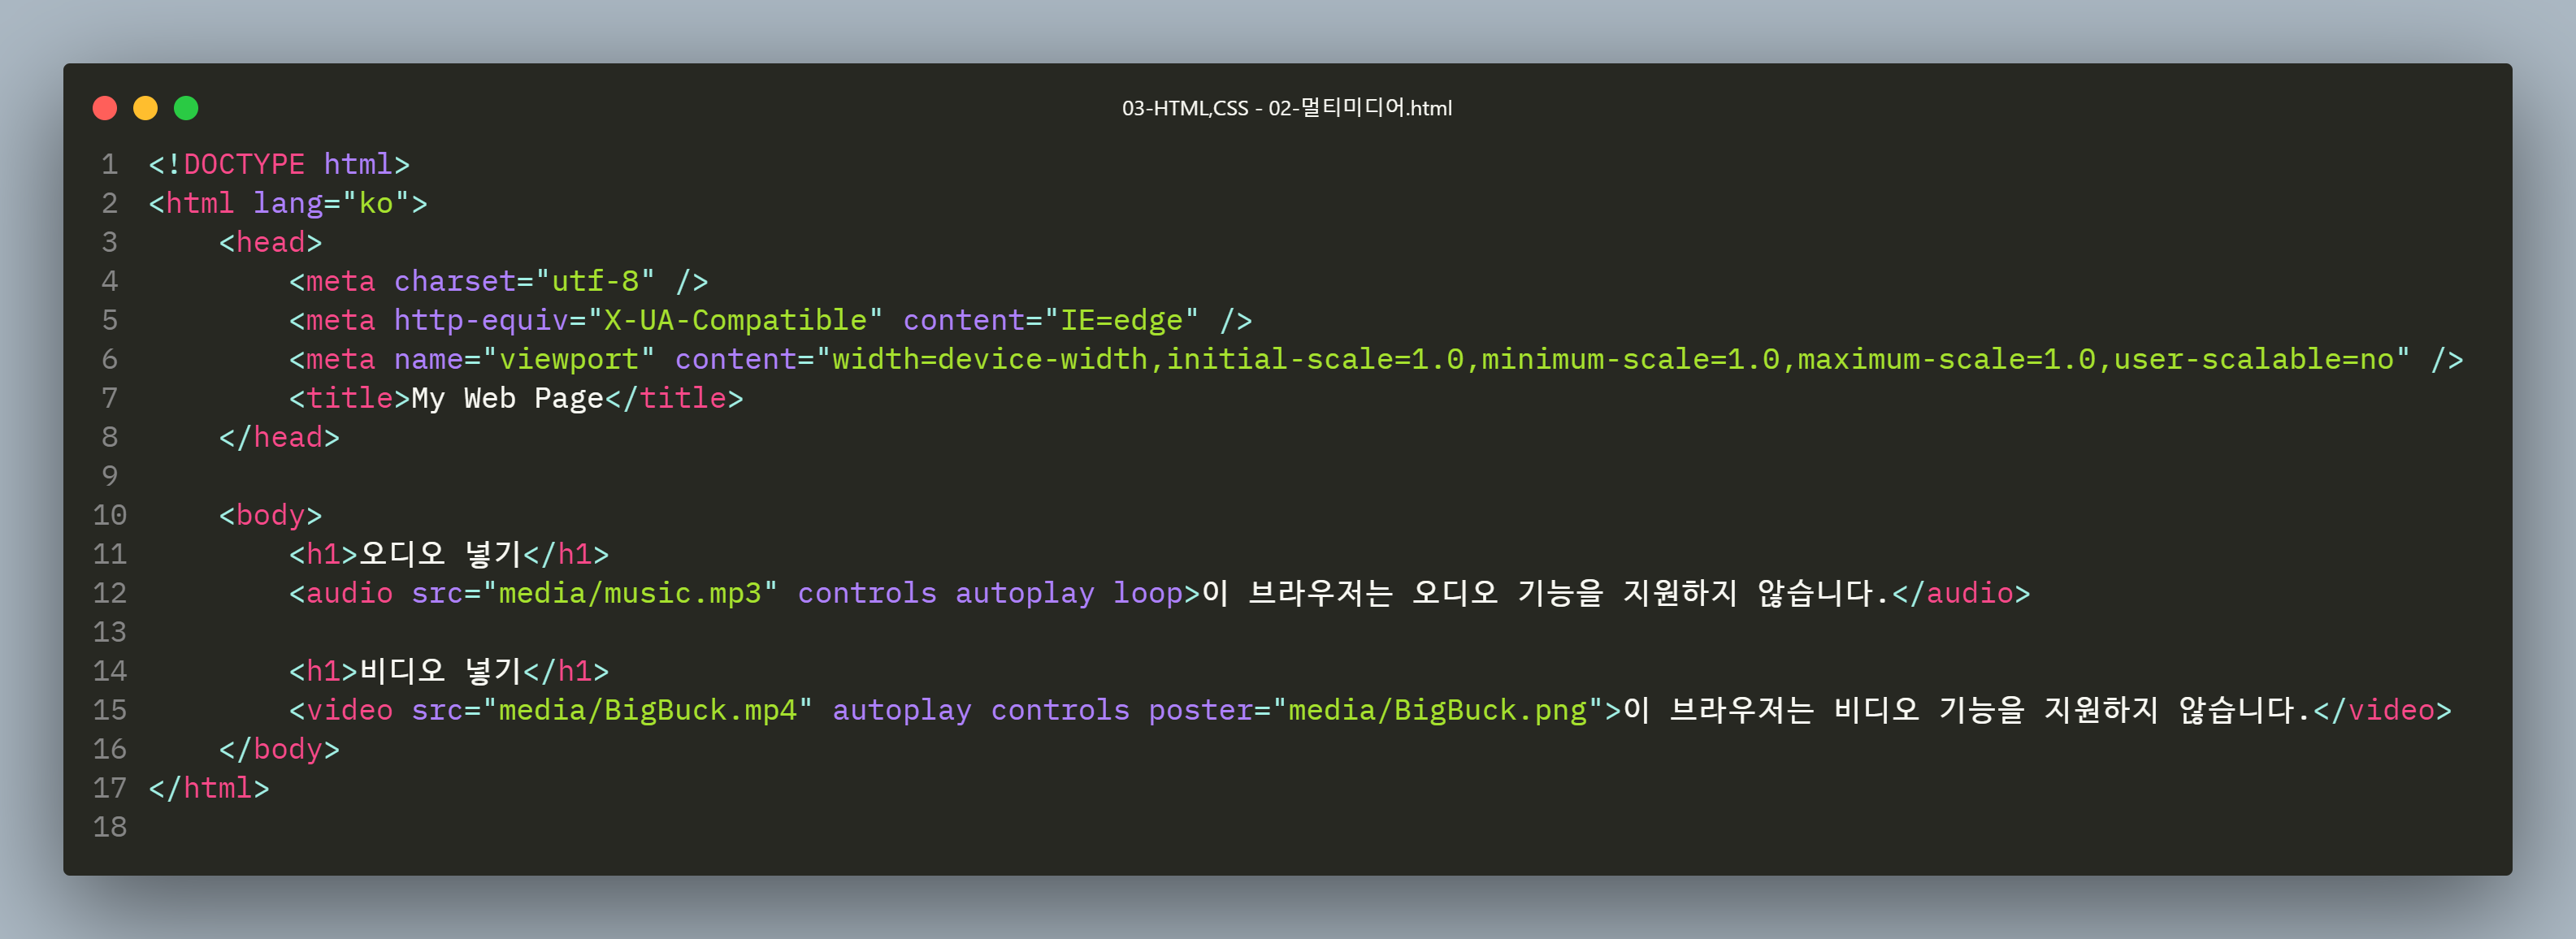 03-HTML,CSS - 02-멀티미디어.html
1 <!DOCTYPE html>
2 <html lang="ko">
3     <head>
4         <meta charset="utf-8" />
5         <meta http-equiv="X-UA-Compatible" content="IE=edge" />
6         <meta name="viewport" content="width=device-width,initial-scale=1.0,minimum-scale=1.0,maximum-scale=1.0,user-scalable=no" />
7         <title>My Web Page</title>
8     </head>
9
10     <body>
11         <h1>오디오 넣기</h1>
12         <audio src="media/music.mp3" controls autoplay loop>이 브라우저는 오디오 기능을 지원하지 않습니다.</audio>
13
14         <h1>비디오 넣기</h1>
15         <video src="media/BigBuck.mp4" autoplay controls poster="media/BigBuck.png">이 브라우저는 비디오 기능을 지원하지 않습니다.</video>
16     </body>
17 </html>
18